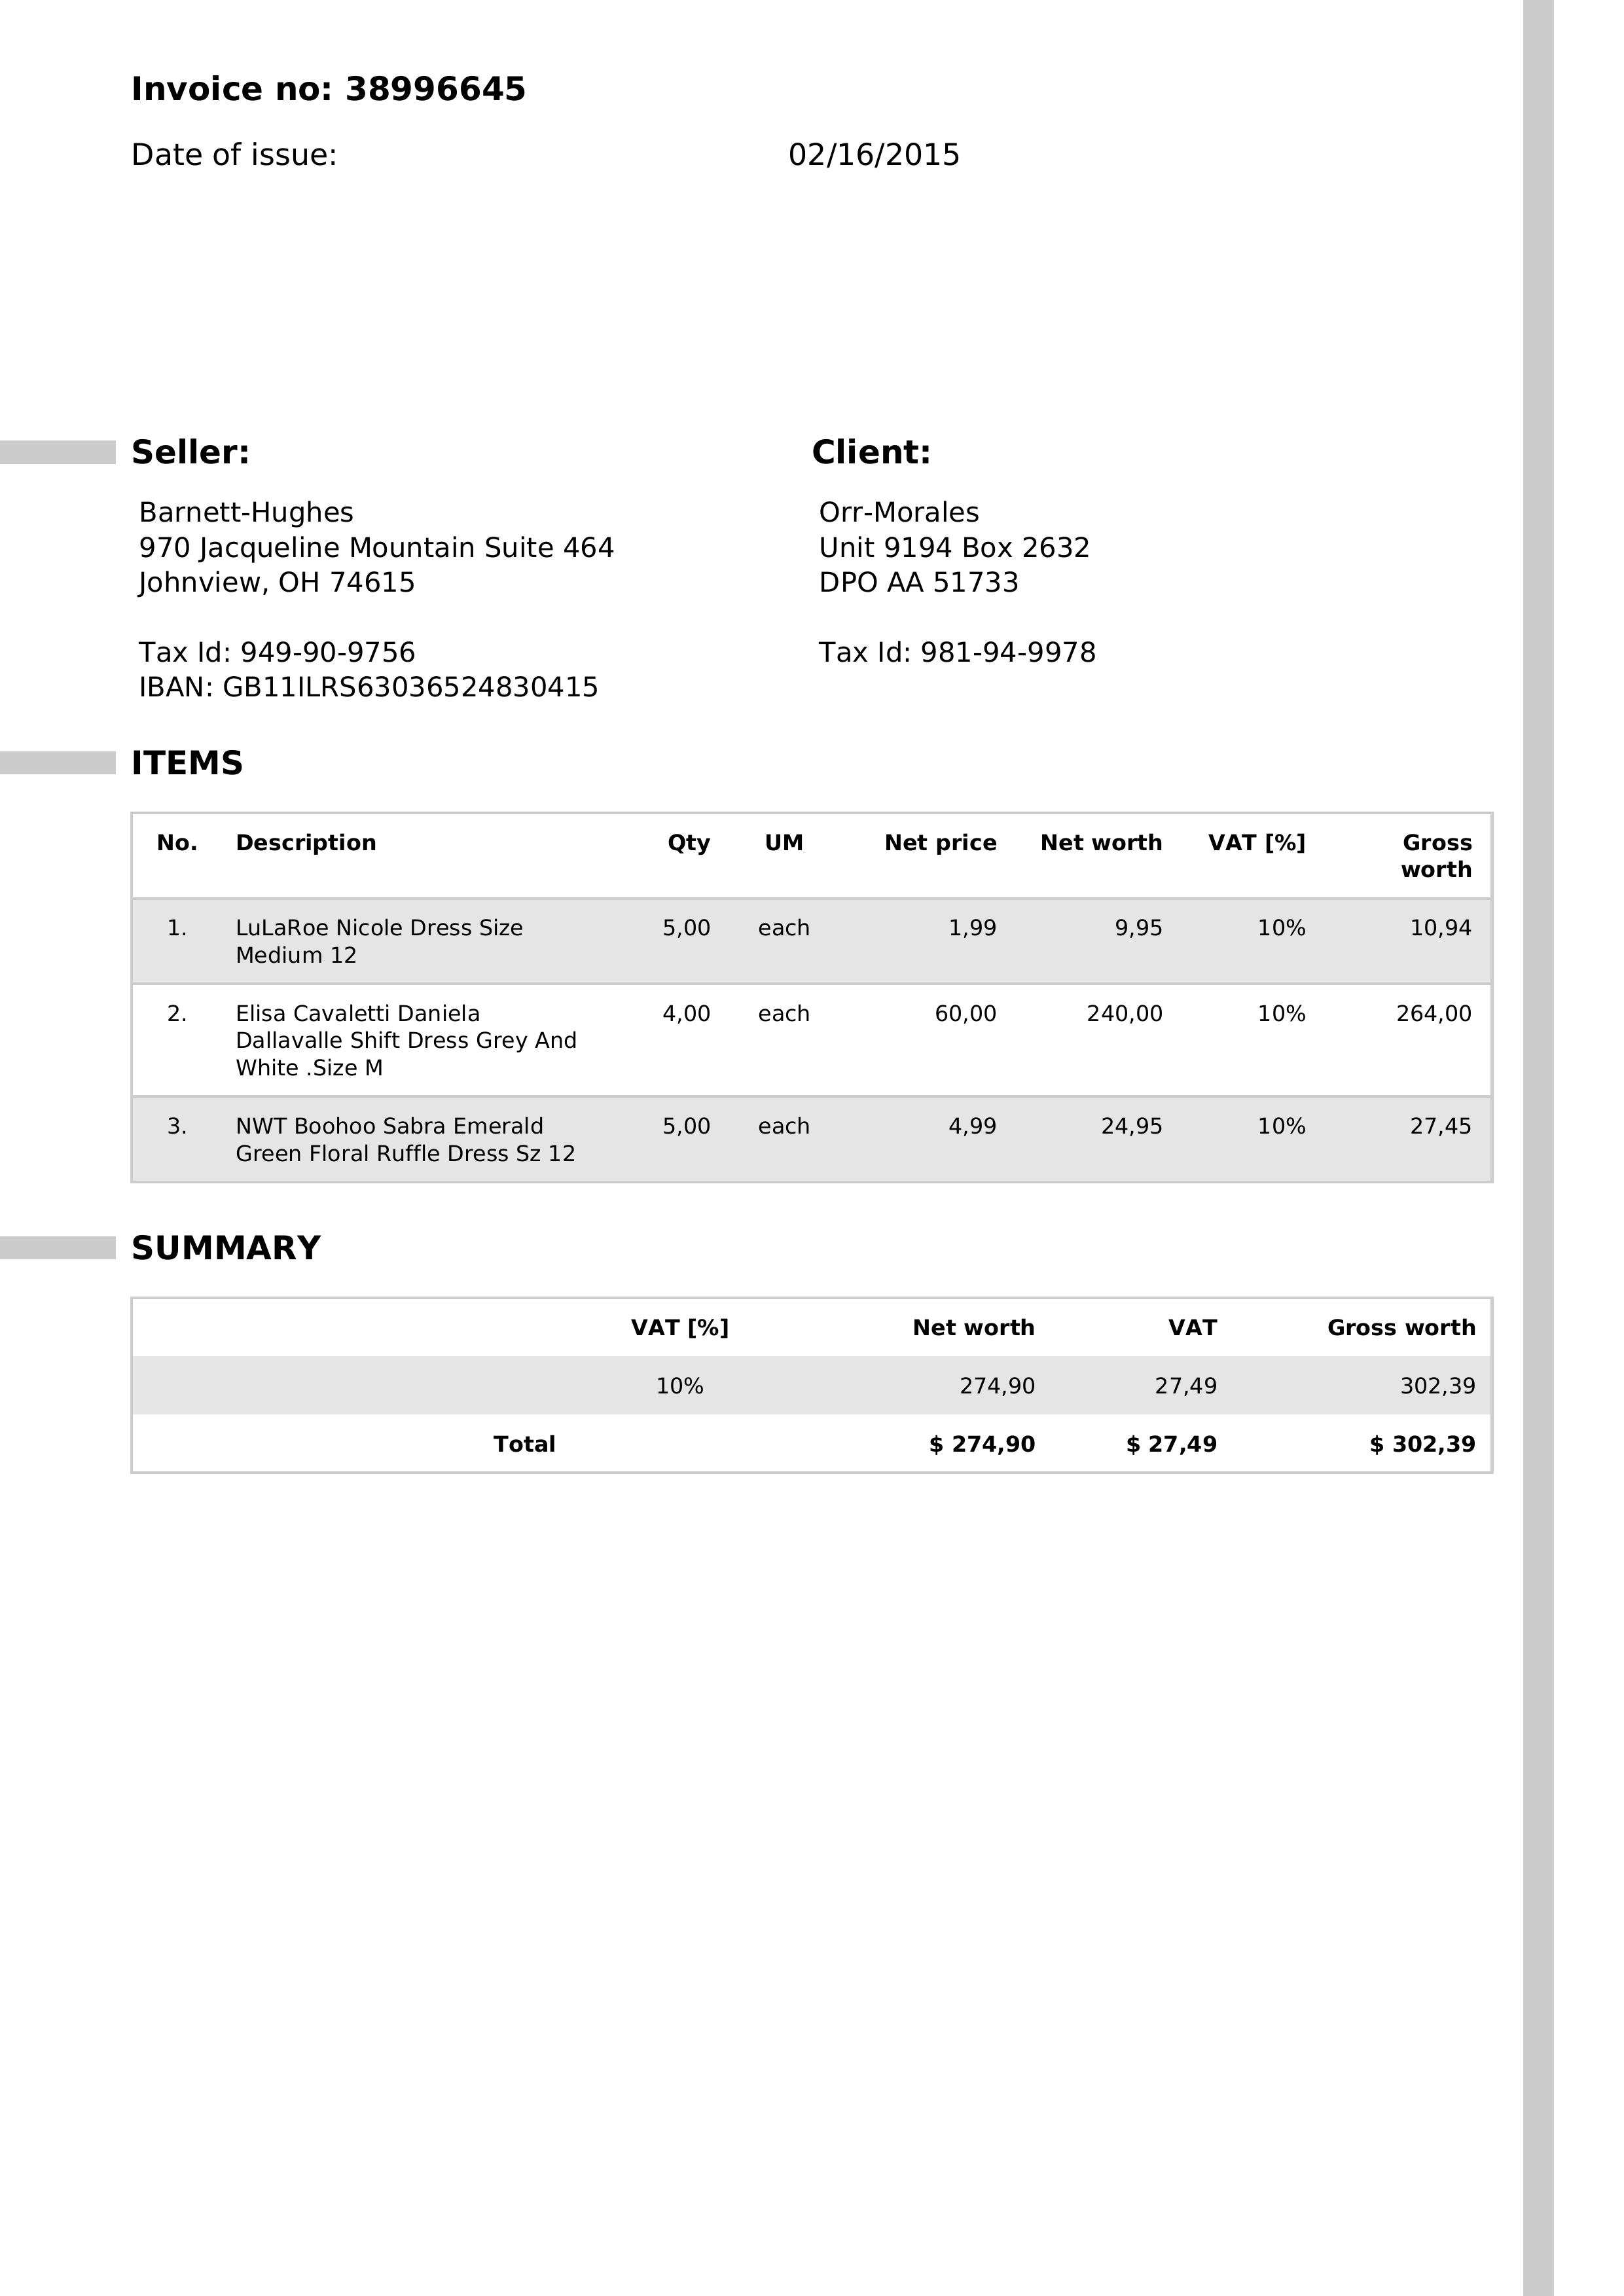 Invoice no: 38996645
Date of issue: 02/16/2015
Seller:
Barnett-Hughes
970 Jacqueline Mountain Suite 464
Johnview, OH 74615
Tax Id: 949-90-9756
IBAN: GB11ILRS63036524830415
Client:
Orr-Morales
Unit 9194 Box 2632
DPO AA 51733
Tax Id: 981-94-9978
ITEMS
No. Description Qty UM Net price Net worth VAT [%] Gross
worth
1. LuLaRoe Nicole Dress Size 5,00 each 1,99 9,95 10% 10,94
Medium 12
2. Elisa Cavaletti Daniela 4,00 each 60,00 240,00 10% 264,00
Dallavalle Shift Dress Grey And
White .Size M
3. NWT Boohoo Sabra Emerald 5,00 each 4,99 24,95 10% 27,45
Green Floral Ruffle Dress Sz 12
SUMMARY
VAT [%] Net worth VAT Gross worth
10% 274,90 27,49 302,39
Total $ 274,90 $ 27,49 $ 302,39